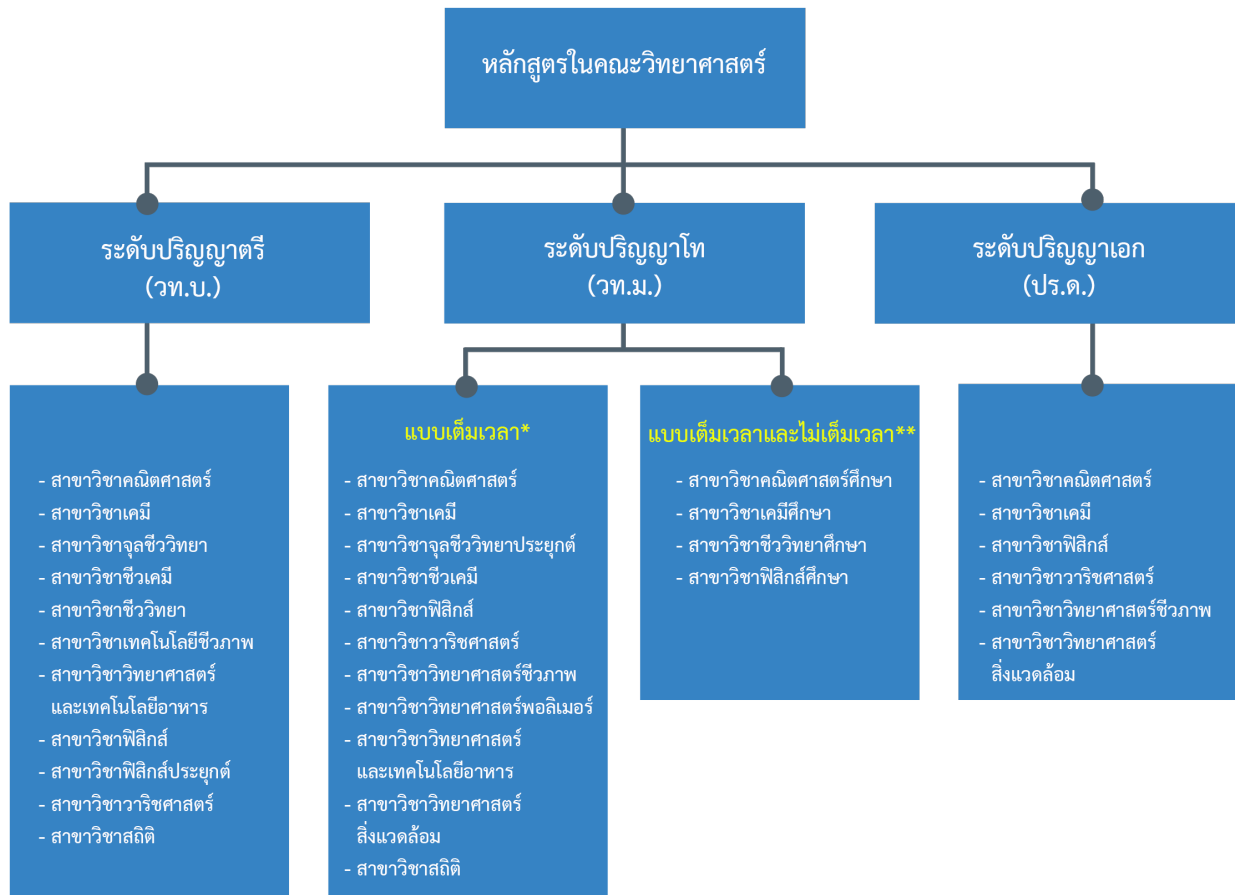 หลักสูตรในคณะวิทยาศาสตร์
ระดับปริญญาตรี
(วท.บ.)
ระดับปริญญาโท
(วท.ม.)
ระดับปริญญาเอก
(ปร.ด.)
- สาขาวิชาคณิตศาสตร์
- สาขาวิชาเคมี
- สาขาวิชาจุลชีววิทยา
- สาขาวิชาชีวเคมี
- สาขาวิชาชีววิทยา
- สาขาวิชาเทคโนโลยีชีวภาพ
- สาขาวิชาวิทยาศาสตร์
และเทคโนโลยีอาหาร
- สาขาวิชาฟิสิกส์
- สาขาวิชาฟิสิกส์ประยุกต์
- สาขาวิชาวาริชศาสตร์
- สาขาวิชาสถิติ
แบบเต็มเวลา*
- สาขาวิชาคณิตศาสตร์
- สาขาวิชาเคมี
- สาขาวิชาจุลชีววิทยาประยุกต์
- สาขาวิชาชีวเคมี
- สาขาวิชาฟิสิกส์
- สาขาวิชาวาริชศาสตร์
- สาขาวิชาวิทยาศาสตร์ชีวภาพ
- สาขาวิชาวิทยาศาสตร์พอลิเมอร์
- สาขาวิชาวิทยาศาสตร์
และเทคโนโลยีอาหาร
- สาขาวิชาวิทยาศาสตร์
สิ่งแวดล้อม
- สาขาวิชาสถิติ
แบบเต็มเวลาและไม่เต็มเวลา**
- สาขาวิชาคณิตศาสตร์ศึกษา
- สาขาวิชาเคมีศึกษา
- สาขาวิชาชีววิทยาศึกษา
- สาขาวิชาฟิสิกส์ศึกษา
- สาขาวิชาคณิตศาสตร์
- สาขาวิชาเคมี
- สาขาวิชาฟิสิกส์
- สาขาวิชาวาริชศาสตร์
- สาขาวิชาวิทยาศาสตร์ชีวภาพ
- สาขาวิชาวิทยาศาสตร์
สิ่งแวดล้อม